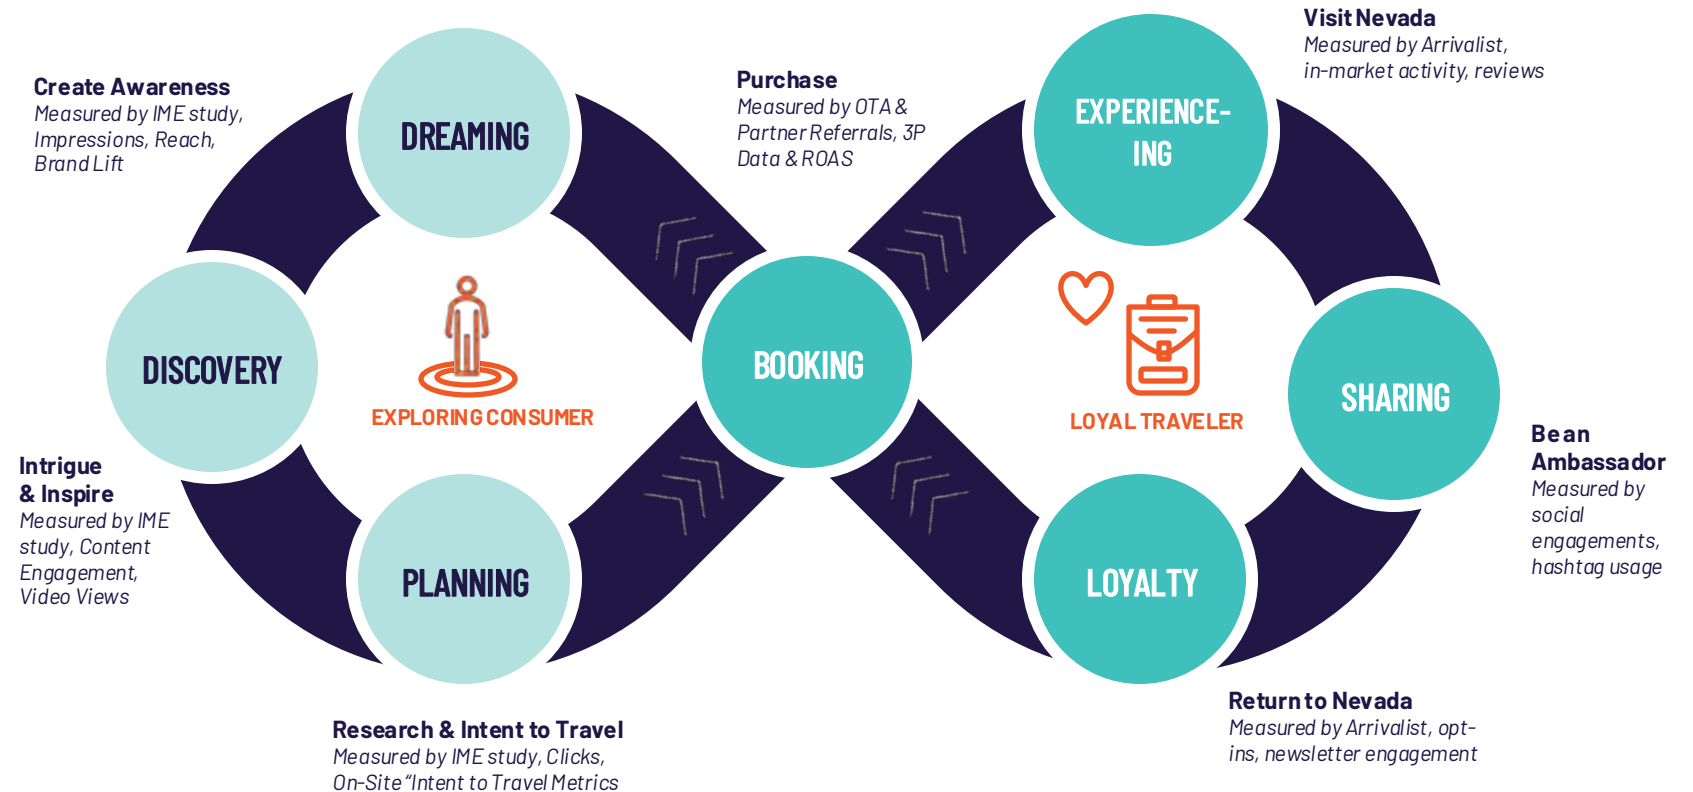 Create Awareness
Measured by IME study,
Impressions, Reach,
Brand Lift
DREAMING
Purchase
Measured by OTA &
Partner Referrals, 3P
Data & ROAS
Visit Nevada
Measured by Arrivalist,
in-market activity, reviews
EXPERIENCE-
ING
DISCOVERY
EXPLORING CONSUMER
BOOKING
LOYAL TRAVELER
SHARING
Intrigue
& Inspire
Measured by IME
study, Content
Engagement,
Video Views
PLANNING
LOYALTY
Be an
Ambassador
Measured by
social
engagements,
hashtag usage
Research & Intent to Travel
Measured by IME study, Clicks,
On-Site “Intent to Travel Metrics
Return to Nevada
Measured by Arrivalist, opt-
ins, newsletter engagement